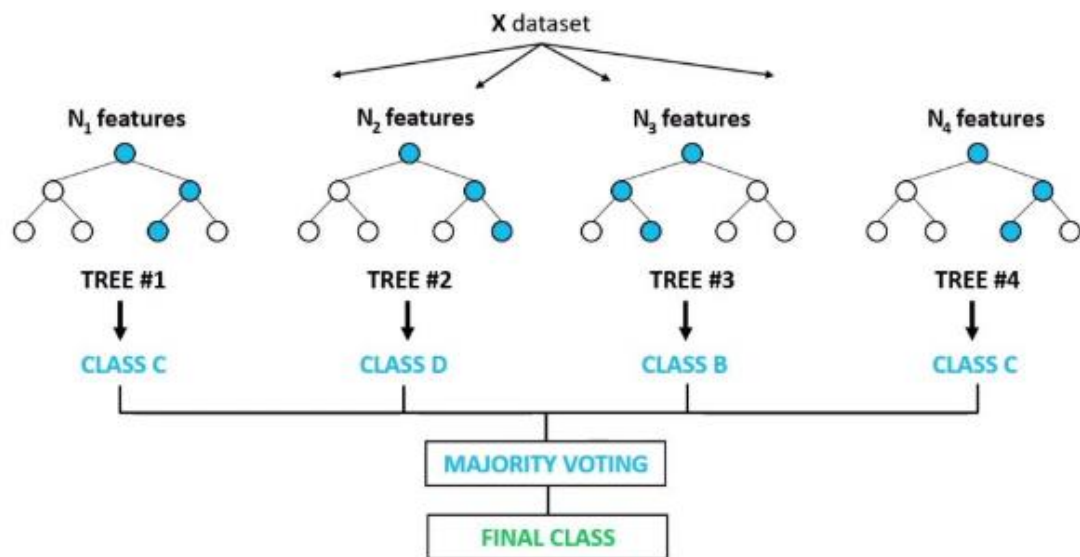 X dataset
N1 features
N2 features
N3 features
N4 features
TREE #1
TREE #2
TREE #3
TREE #4
CLASS C
CLASS D
CLASS B
CLASS C
MAJORITY VOTING
FINAL CLASS